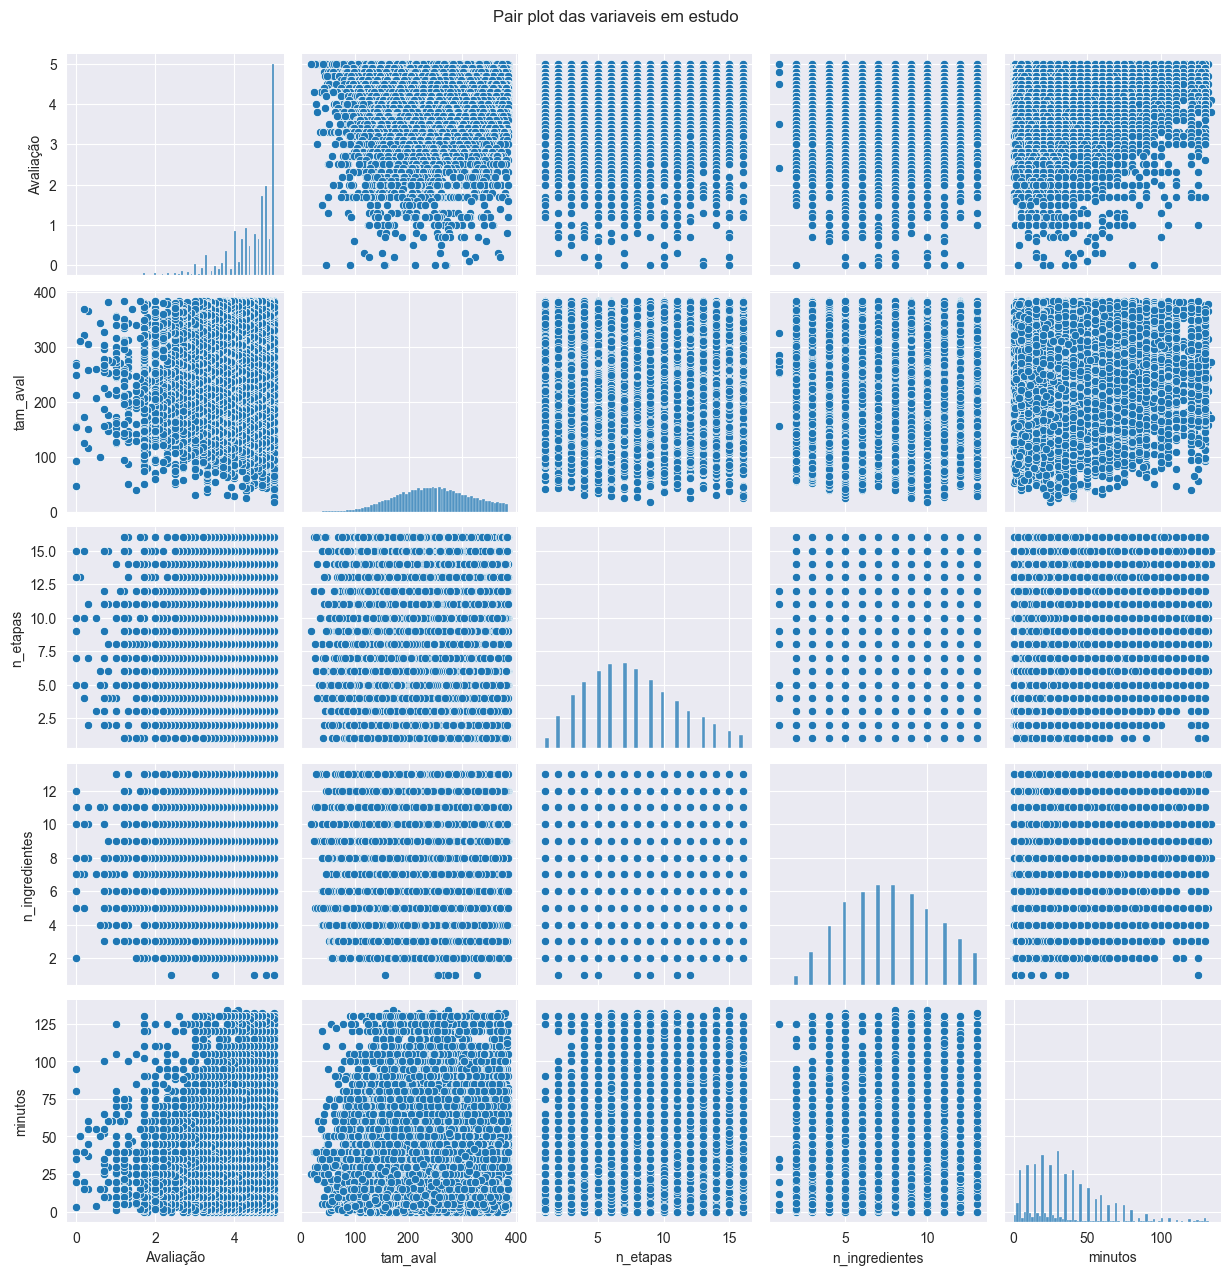 Pair plot das variaveis em estudo
5
4
3
2
1
0
Avaliação
400
300
200
100
0
tam_aval
15.0
12.5
10.0
7.5
5.0
2.5
n_etapas
12
10
8
6
4
2
n_ingredientes
125
100
75
50
25
0
minutos
0 2 4
0 100 200 300 400
5 10 15
5 10
0 50 100
Avaliação
tam_aval
n_etapas
n_ingredientes
minutos